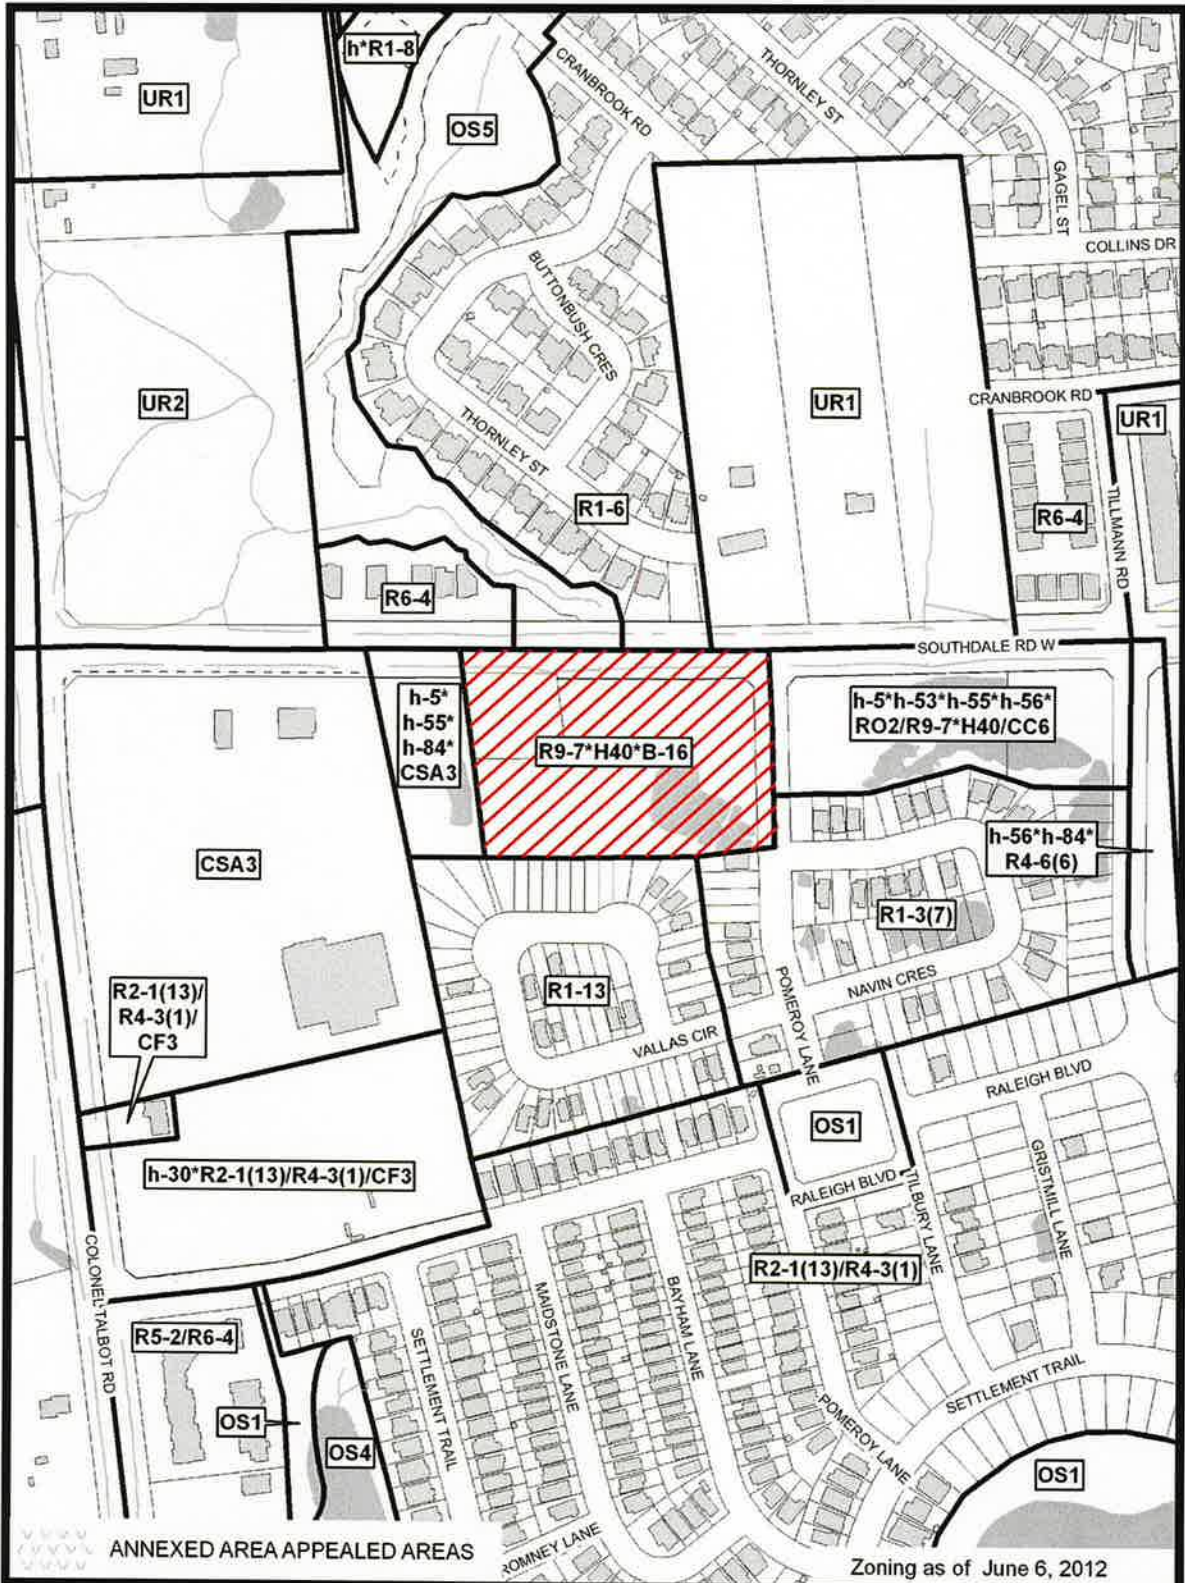 h*R1-8
UR1
OS5
CRANBROOK RD
THORNLEY ST
GAGEL ST
COLLINS DR
BUTTONBUSH CRES
UR2
UR1
CRANBROOK RD
UR1
THORNLEY ST
R1-6
R6-4
TILLMANN RD
R6-4
SOUTHDALE RD W
h-5*
h-55*
h-84*
CSA3
R9-7*H40*B-16
h-5*h-53*h-55*h-56*
RO2/R9-7*H40/CC6
h-56*h-84*
R4-6(6)
CSA3
R1-3(7)
R2-1(13)/
R4-3(1)/
CF3
R1-13
POMEROY LANE
NAVIN CRES
VALLAS CIR
RALEIGH BLVD
OS1
h-30*R2-1(13)/R4-3(1)/CF3
RALEIGH BLVD
TILBURY LANE
GRISTMILL LANE
COLONEL TALBOT RD
R2-1(13)/R4-3(1)
R5-2/R6-4
SETTLEMENT TRAIL
MAIDSTONE LANE
BAYHAM LANE
SETTLEMENT TRAIL
POMEROY LANE
OS1
OS4
OS1
ROMNEY LANE
ANNEXED AREA APPEALED AREAS
Zoning as of June 6, 2012